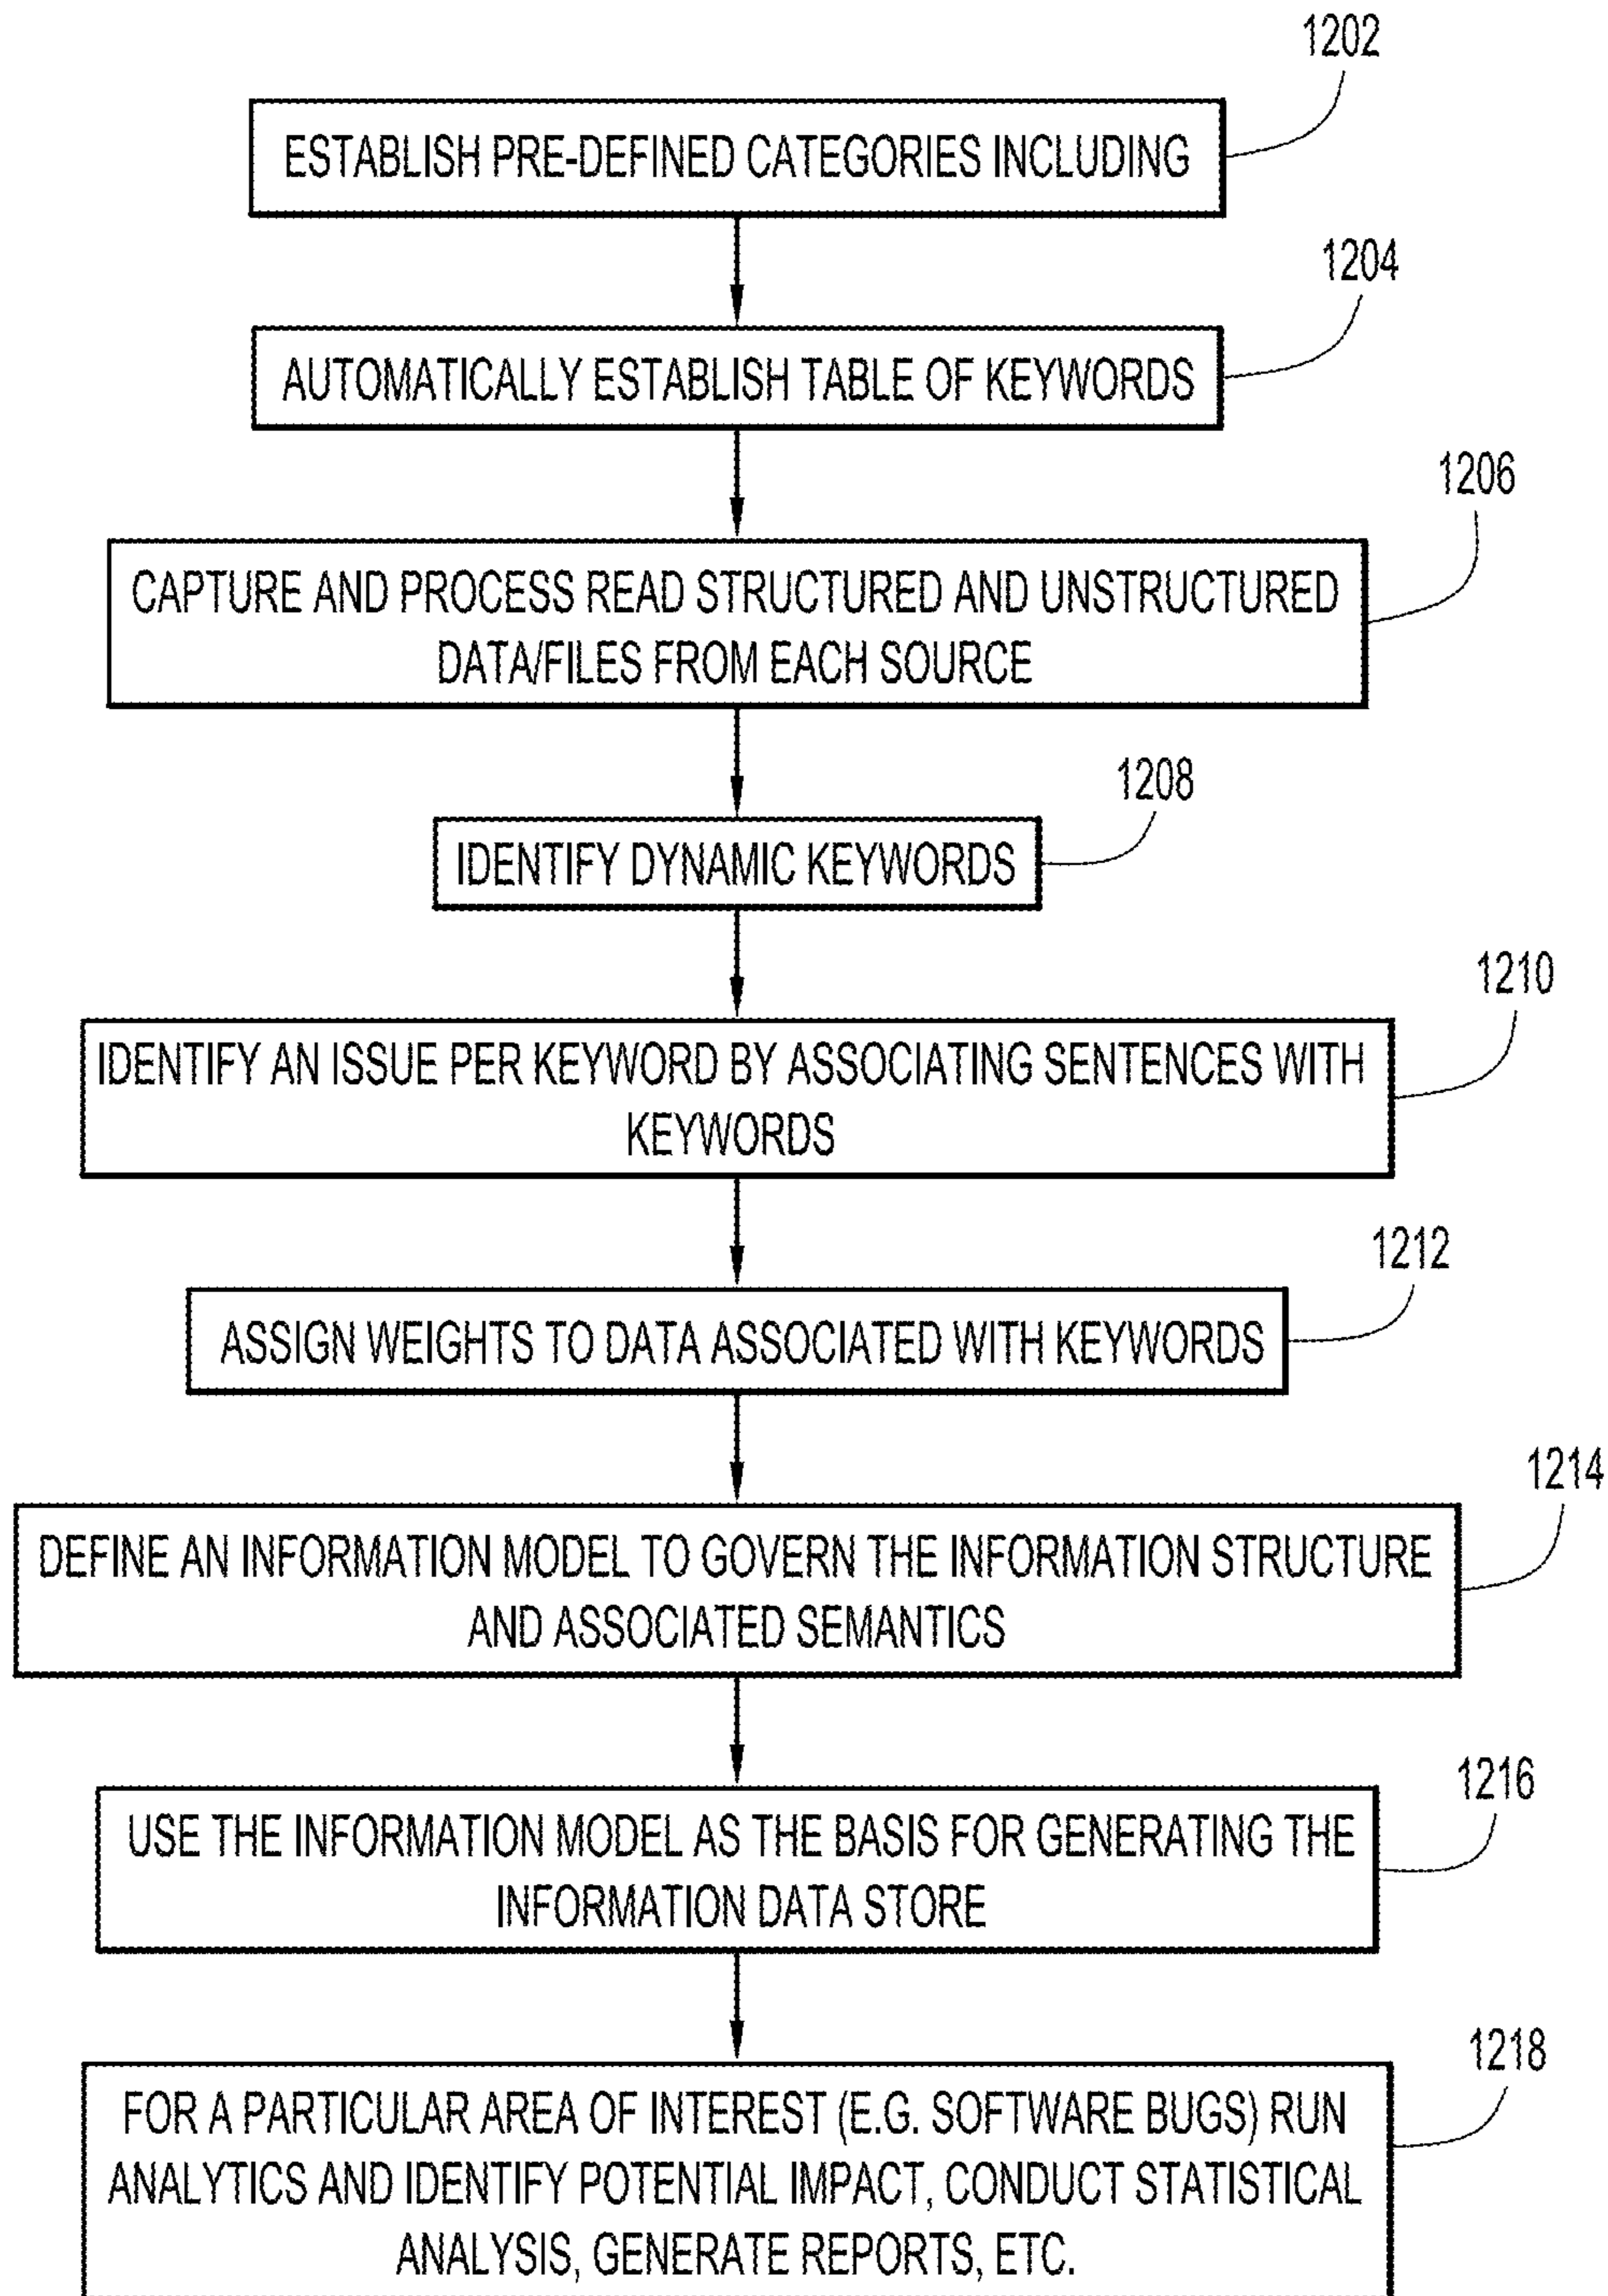 1202
ESTABLISH PRE-DEFINED CATEGORIES INCLUDING
1204
AUTOMATICALLY ESTABLISH TABLE OF KEYWORDS
1206
CAPTURE AND PROCESS READ STRUCTURED AND UNSTRUCTURED
DATA/FILES FROM EACH SOURCE
1208
IDENTIFY DYNAMIC KEYWORDS
1210
IDENTIFY AN ISSUE PER KEYWORD BY ASSOCIATING SENTENCES WITH
KEYWORDS
1212
ASSIGN WEIGHTS TO DATA ASSOCIATED WITH KEYWORDS
1214
DEFINE AN INFORMATION MODEL TO GOVERN THE INFORMATION STRUCTURE
AND ASSOCIATED SEMANTICS
1216
USE THE INFORMATION MODEL AS THE BASIS FOR GENERATING THE
INFORMATION DATA STORE
1218
FOR A PARTICULAR AREA OF INTEREST (E.G. SOFTWARE BUGS) RUN
ANALYTICS AND IDENTIFY POTENTIAL IMPACT, CONDUCT STATISTICAL
ANALYSIS, GENERATE REPORTS, ETC.